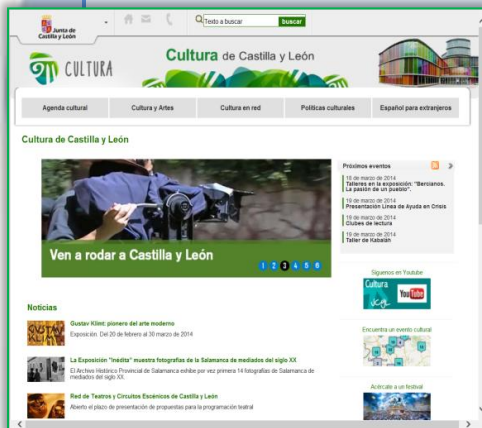 Junta de
Castilla y León
Texto a buscar
buscar
CULTURA
Cultura de Castilla y León
Agenda cultural
Cultura y Artes
Cultura en red
Políticas culturales
Español para extranjeros
Cultura de Castilla y León
Ven a rodar a Castilla y León
1 2 3 4 5 6
Próximos eventos
18 de marzo de 2014
Talleres en la exposición: "Bercianos.
La pasión de un pueblo".
18 de marzo de 2014
Presentación Línea de Ayuda en Crisis
19 de marzo de 2014
Clubes de lectura
19 de marzo de 2014
Taller de Kabaláh
Síguenos en Youtube
Cultura
JCYL
YouTube
Encuentra un evento cultural
Acércate a un festival
Noticias
GUSTAV
KLIMT
Gustav Klimt: pionero del arte moderno
Exposición. Del 20 de febrero al 30 de marzo de 2014
La Exposición "Inédita" muestra fotografías de la Salamanca de mediados del siglo XX
El Archivo Histórico Provincial de Salamanca exhibe por vez primera 14 fotografías de Salamanca de
mediados del siglo XX.
Red de Teatros y Circuitos Escénicos de Castilla y León
Abierto el plazo de presentación de propuestas para la programación teatral